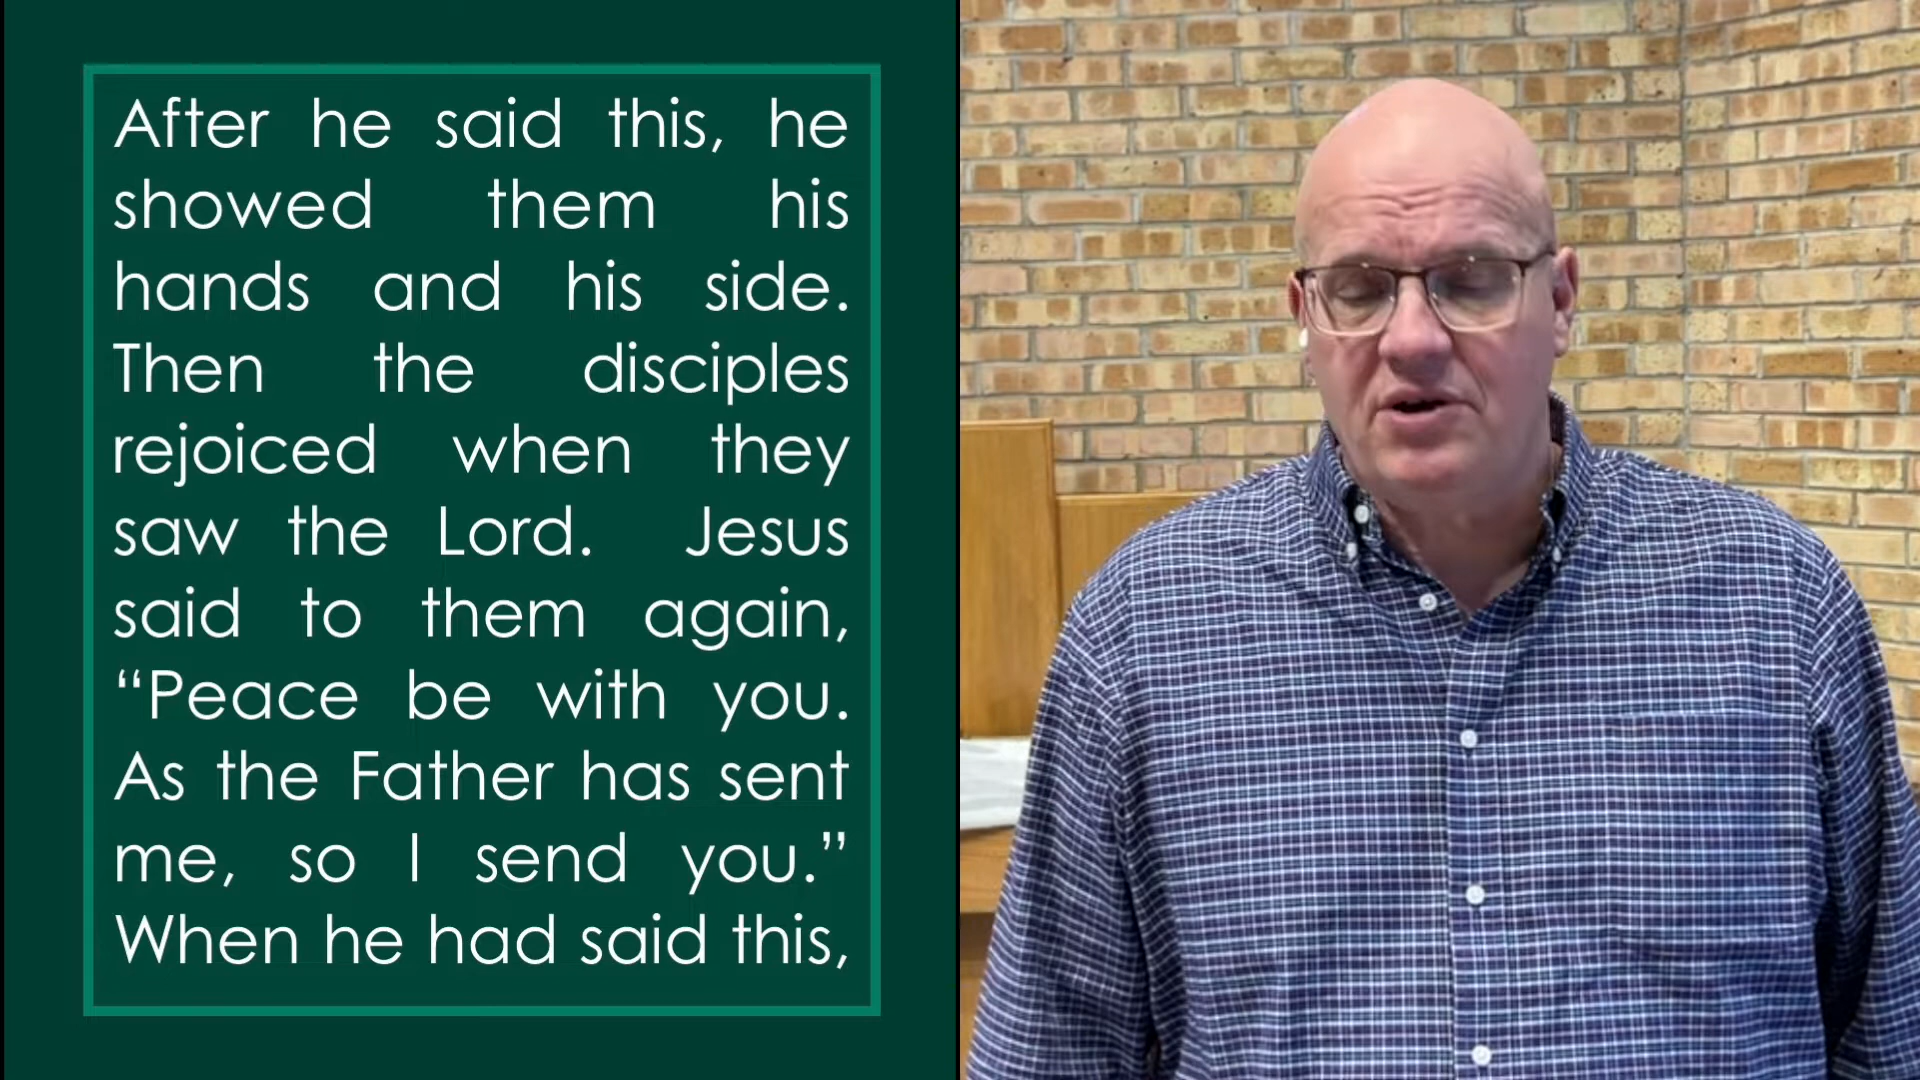 After he said this, he
showed them his
hands and his side.
Then the disciples
rejoiced when they
saw the Lord. Jesus
said to them again,
“Peace be with you.
As the Father has sent
me, so I send you.”
When he had said this,